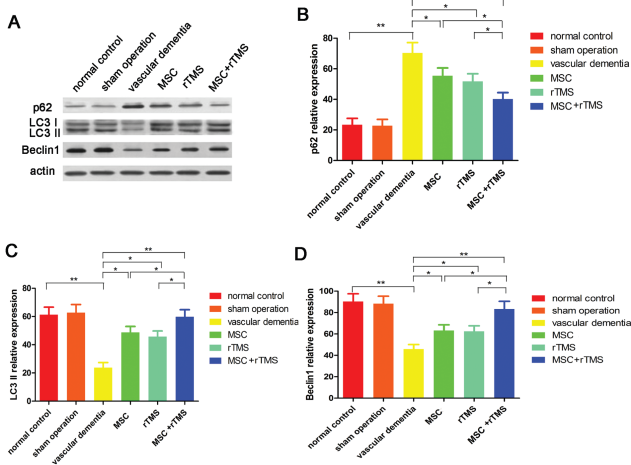 A
normal control
sham operation
vascular dementia
MSC
rTMS
MSC+rTMS
p62
LC3 I
LC3 II
Beclin1
actin
B
**
*
*
*
*
p62 relative expression
80
60
40
20
0
normal control
sham operation
vascular dementia
MSC
rTMS
MSC+rTMS
normal control
sham operation
vascular dementia
MSC
rTMS
MSC+rTMS
C
**
**
*
*
*
*
LC3 II relative expression
80
60
40
20
0
normal control
sham operation
vascular dementia
MSC
rTMS
MSC+rTMS
normal control
sham operation
vascular dementia
MSC
rTMS
MSC+rTMS
D
**
**
*
*
*
*
Beclin1 relative expression
100
80
60
40
20
0
normal control
sham operation
vascular dementia
MSC
rTMS
MSC+rTMS
normal control
sham operation
vascular dementia
MSC
rTMS
MSC+rTMS